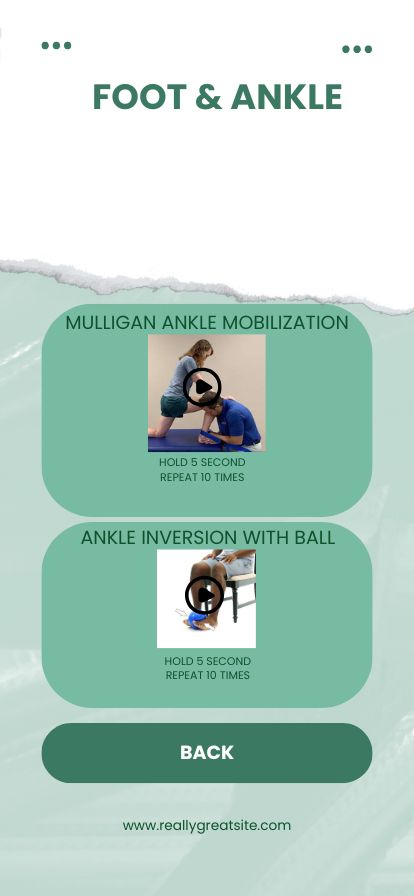 FOOT & ANKLE
MULLIGAN ANKLE MOBILIZATION
HOLD 5 SECOND
REPEAT 10 TIMES
ANKLE INVERSION WITH BALL
HOLD 5 SECOND
REPEAT 10 TIMES
BACK
www.reallygreatsite.com